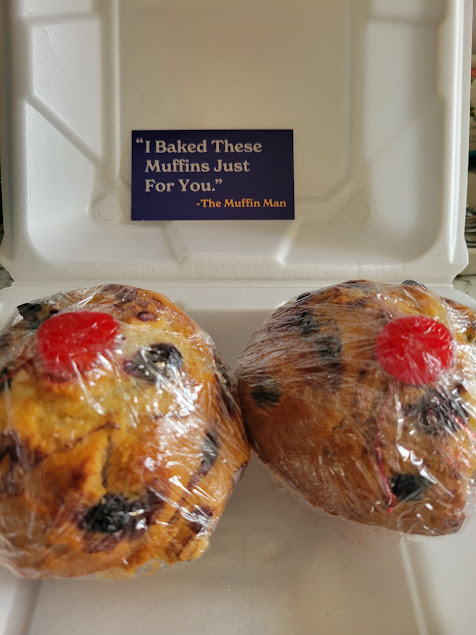 “I Baked These
Muffins Just
For You.”
-The Muffin Man